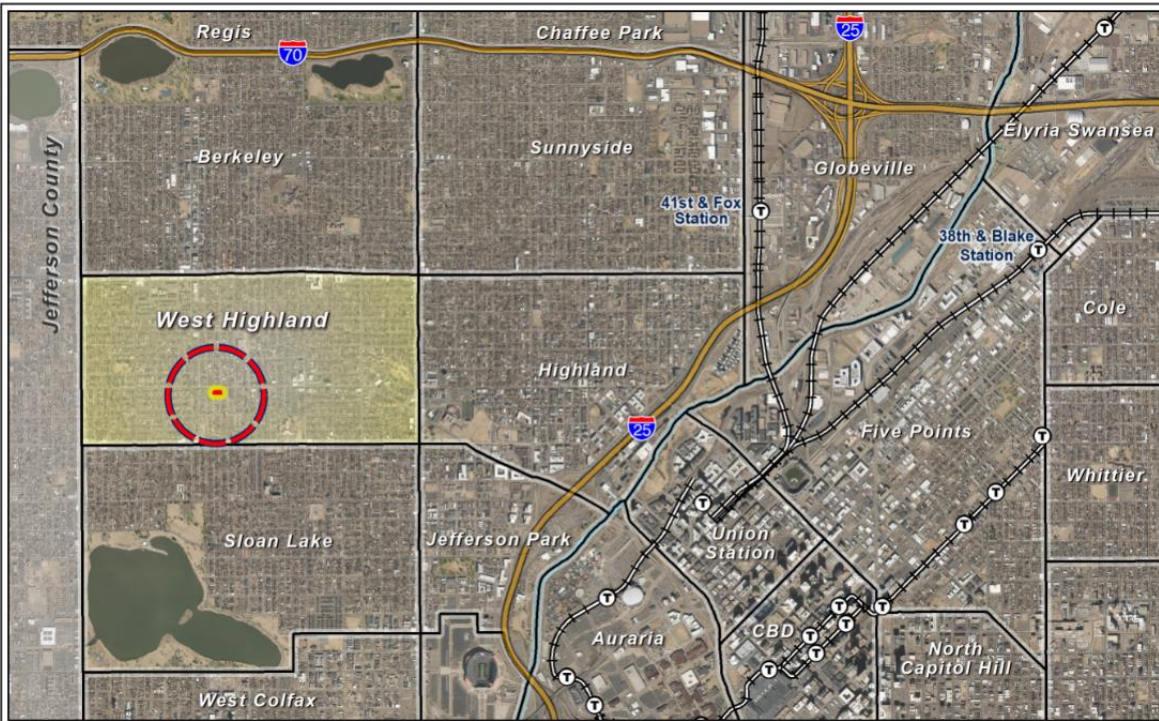 Regis
Chaffee Park
25
70
Jefferson County
Berkeley
Sunnyside
Globeville
Elyria Swansea
41st & Fox
Station
T
T
38th & Blake
Station
T
West Highland
Highland
Cole
25
Five Points
T
Whittier
T
T
T
Union
Station
Sloan Lake
Jefferson Park
T
Auraria
CBD
T
T
T
T
T
T
North
Capitol Hill
T
T
West Colfax
T